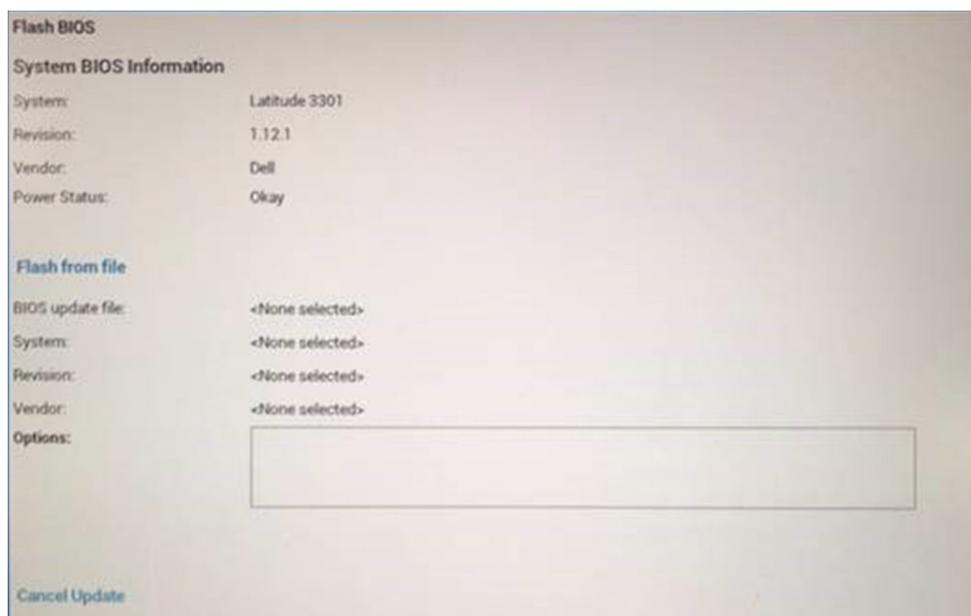 Flash BIOS
System BIOS Information
System: Latitude 3301
Revision: 1.12.1
Vendor: Dell
Power Status: Okay
Flash from file
BIOS update file: <None selected>
System: <None selected>
Revision: <None selected>
Vendor: <None selected>
Options:
Cancel Update